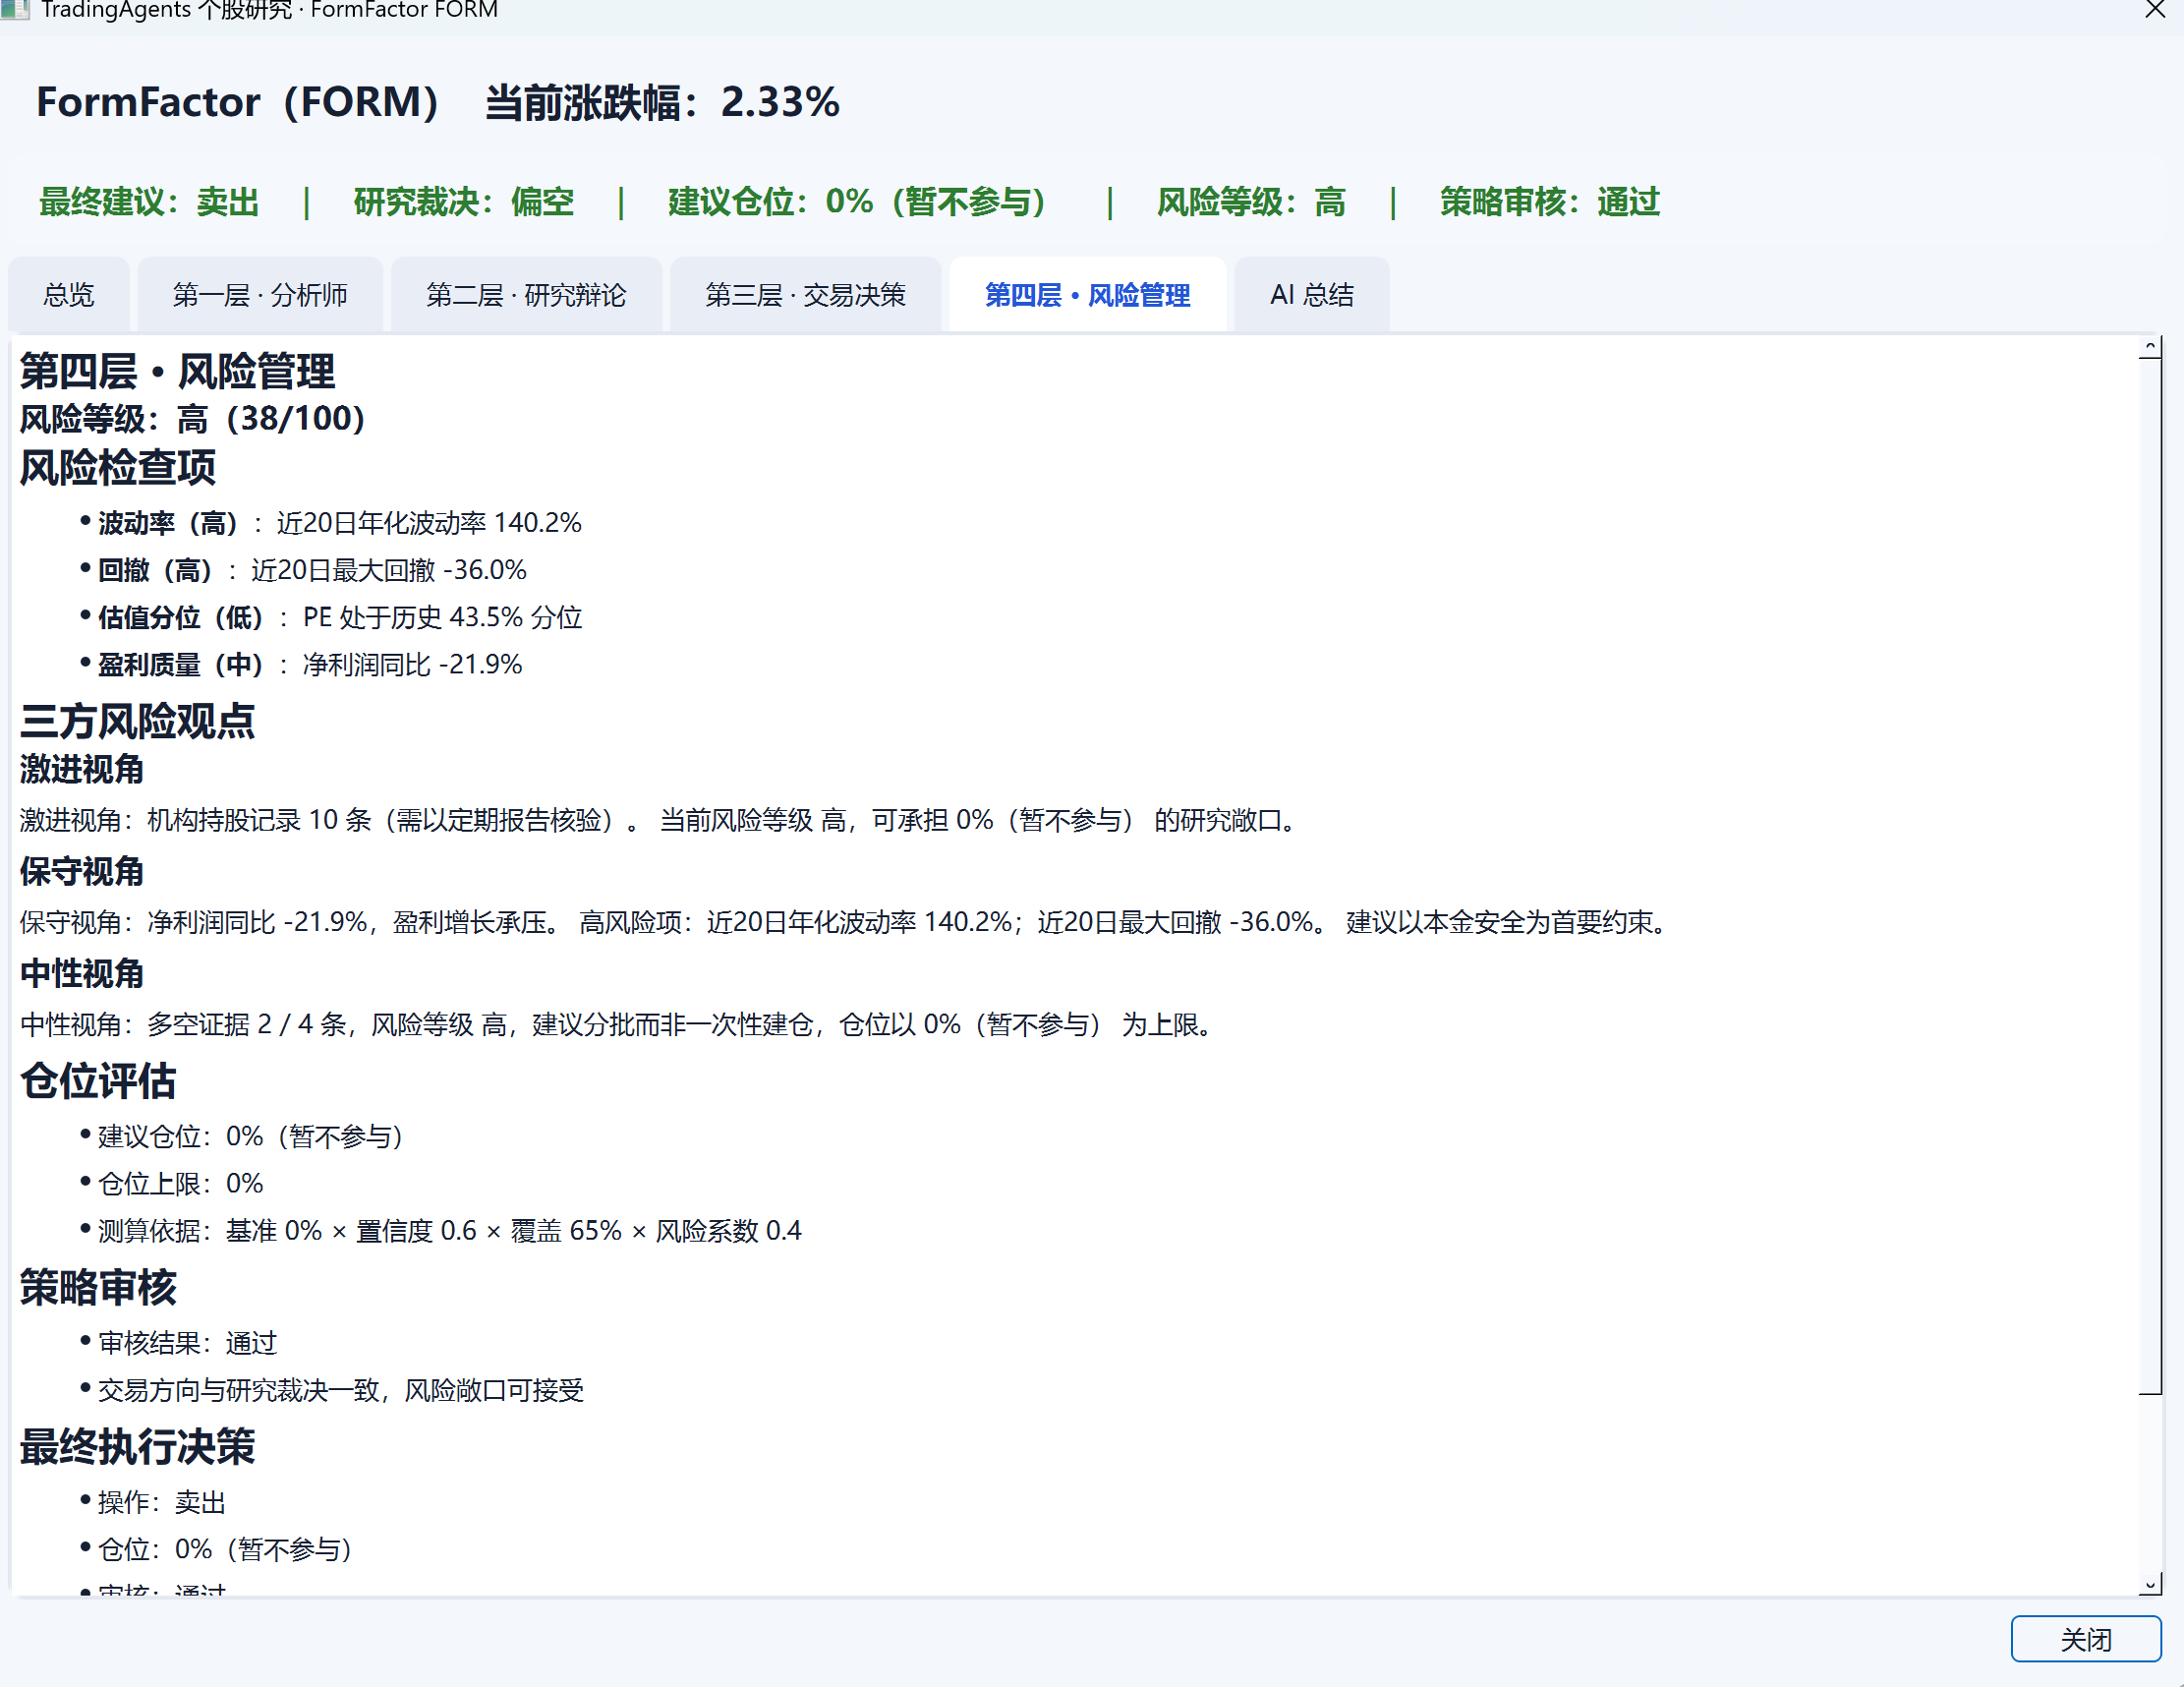 TradingAgents 个股研究 · FormFactor FORM
FormFactor（FORM） 当前涨跌幅：2.33%
最终建议：卖出 | 研究裁决：偏空 | 建议仓位：0%（暂不参与） | 风险等级：高 | 策略审核：通过
总览 第一层 · 分析师 第二层 · 研究辩论 第三层 · 交易决策 第四层 · 风险管理 AI 总结
第四层 · 风险管理
风险等级：高（38/100）
风险检查项
• 波动率（高）：近20日年化波动率 140.2%
• 回撤（高）：近20日最大回撤 -36.0%
• 估值分位（低）：PE 处于历史 43.5% 分位
• 盈利质量（中）：净利润同比 -21.9%
三方风险观点
激进视角
激进视角：机构持股记录 10 条（需以定期报告核验）。 当前风险等级 高，可承担 0%（暂不参与） 的研究敞口。
保守视角
保守视角：净利润同比 -21.9%，盈利增长承压。 高风险项：近20日年化波动率 140.2%；近20日最大回撤 -36.0%。 建议以本金安全为首要约束。
中性视角
中性视角：多空证据 2 / 4 条，风险等级 高，建议分批而非一次性建仓，仓位以 0%（暂不参与） 为上限。
仓位评估
• 建议仓位：0%（暂不参与）
• 仓位上限：0%
• 测算依据：基准 0% × 置信度 0.6 × 覆盖 65% × 风险系数 0.4
策略审核
• 审核结果：通过
• 交易方向与研究裁决一致，风险敞口可接受
最终执行决策
• 操作：卖出
• 仓位：0%（暂不参与）
• 审核：通过
关闭